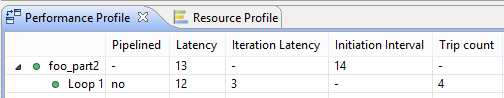 Performance Profile Resource Profile
Pipelined Latency Iteration Latency Initiation Interval Trip count
foo_part2 - 13 - 14 -
Loop 1 no 12 3 - 4